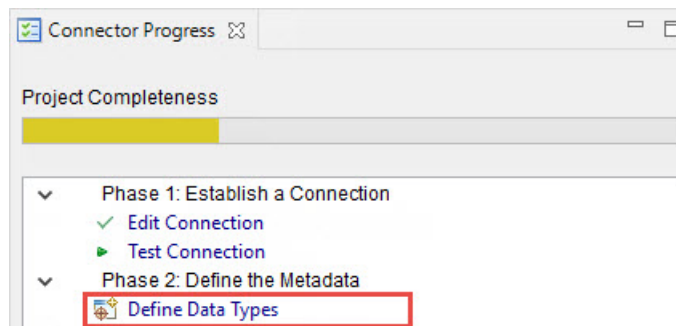 Connector Progress
Project Completeness
Phase 1: Establish a Connection
Edit Connection
Test Connection
Phase 2: Define the Metadata
Define Data Types